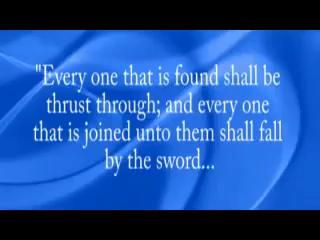 "Every one that is found shall be
thrust through; and every one
that is joined unto them shall fall
by the sword...